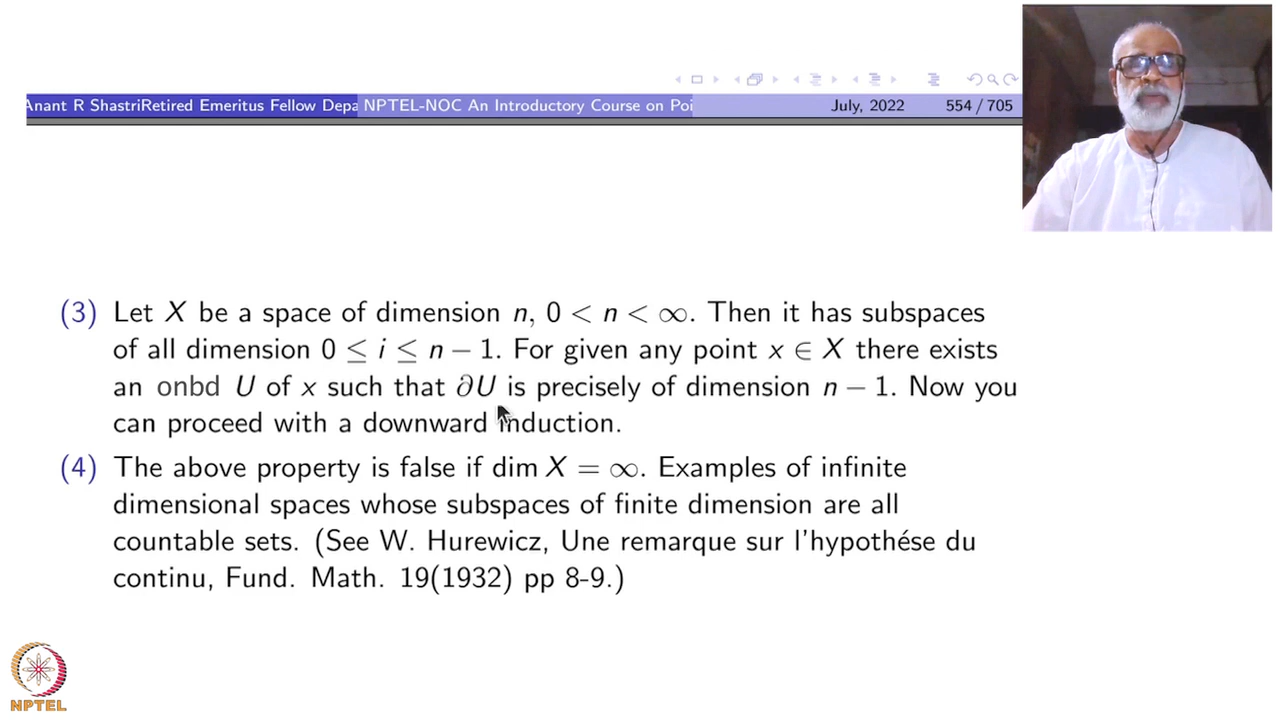 Anant R ShastriRetired Emeritus Fellow Depa NPTEL-NOC An Introductory Course on Poi July, 2022 554 / 705
(3) Let X be a space of dimension n, 0 < n < ∞. Then it has subspaces
of all dimension 0 ≤ i ≤ n − 1. For given any point x ∈ X there exists
an onbd U of x such that ∂U is precisely of dimension n − 1. Now you
can proceed with a downward induction.
(4) The above property is false if dim X = ∞. Examples of infinite
dimensional spaces whose subspaces of finite dimension are all
countable sets. (See W. Hurewicz, Une remarque sur l'hypothése du
continu, Fund. Math. 19(1932) pp 8-9.)
NPTEL